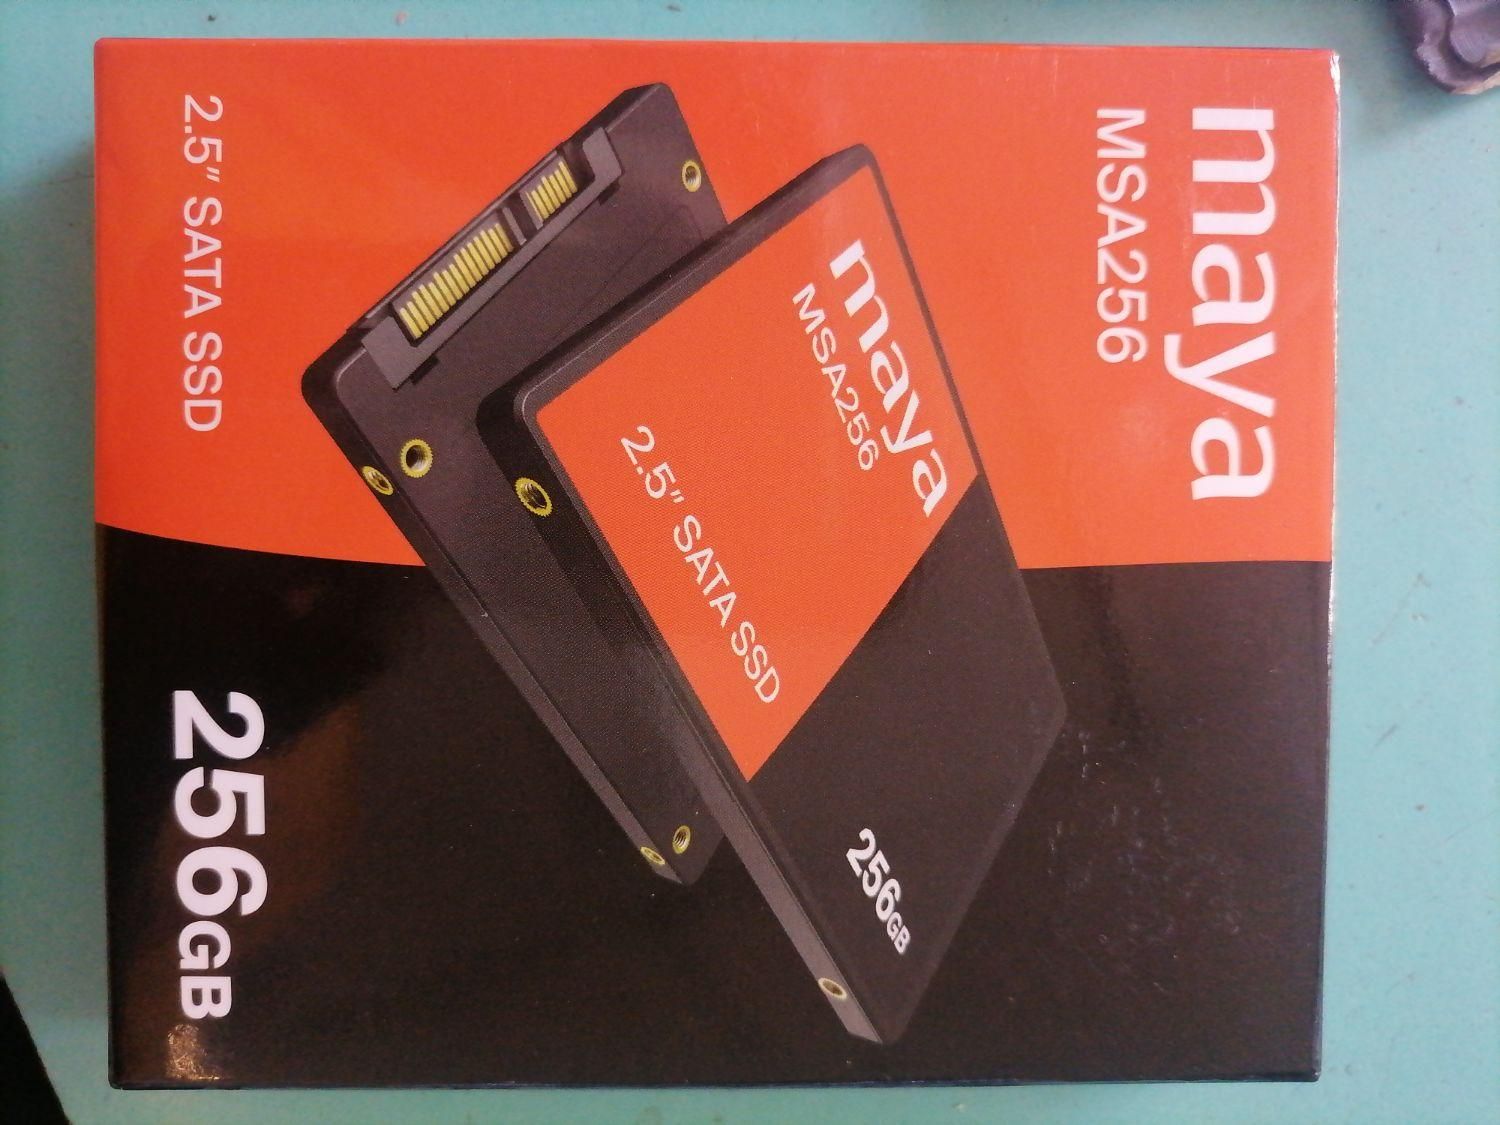 maya
MSA256
maya
MSA256
2.5" SATA SSD
256GB
2.5" SATA SSD
256GB